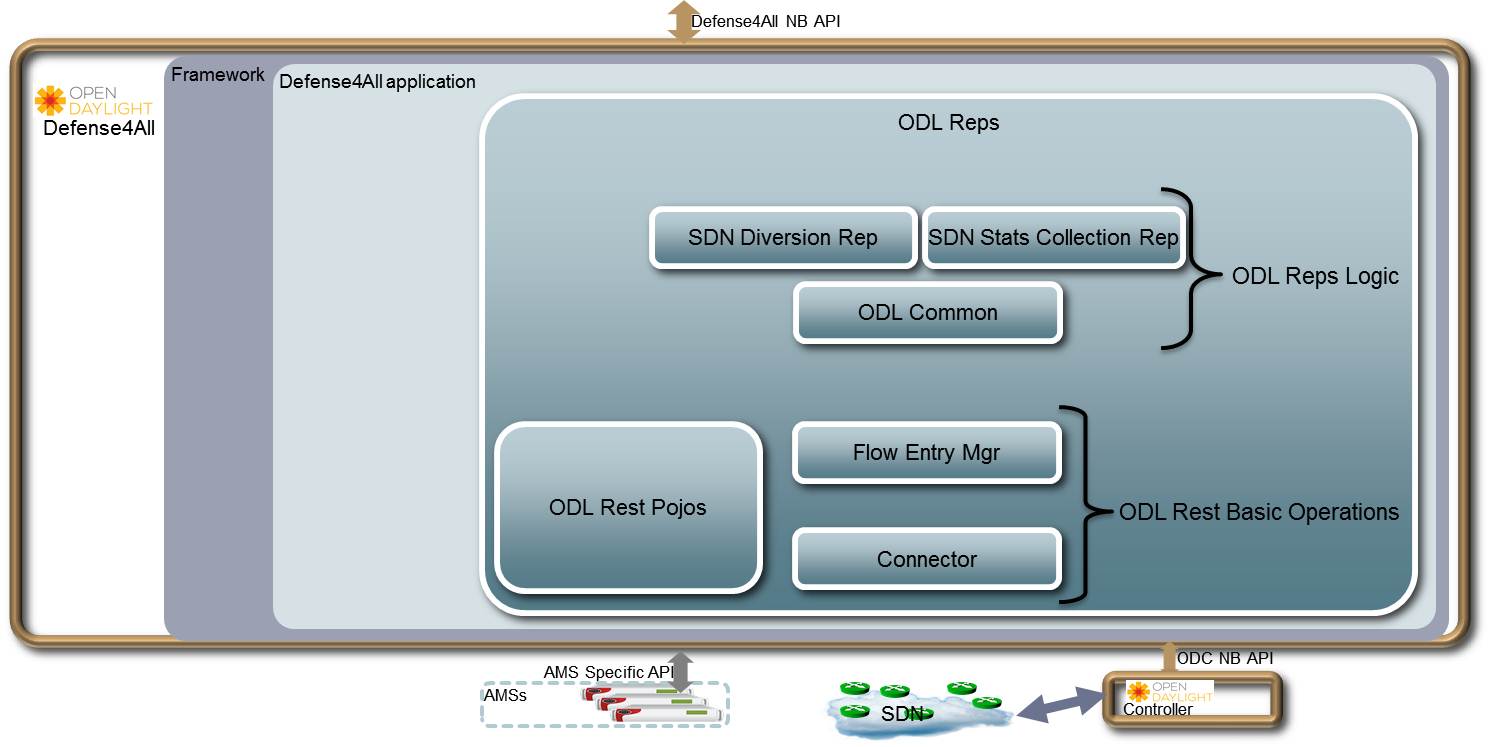 Defense4All NB API
Framework
Defense4All application
OPEN
DAYLIGHT
Defense4All
ODL Reps
SDN Diversion Rep
SDN Stats Collection Rep
ODL Reps Logic
ODL Common
Flow Entry Mgr
ODL Rest Pojos
ODL Rest Basic Operations
Connector
AMS Specific API
AMSs
SDN
ODC NB API
OPEN
DAYLIGHT
Controller